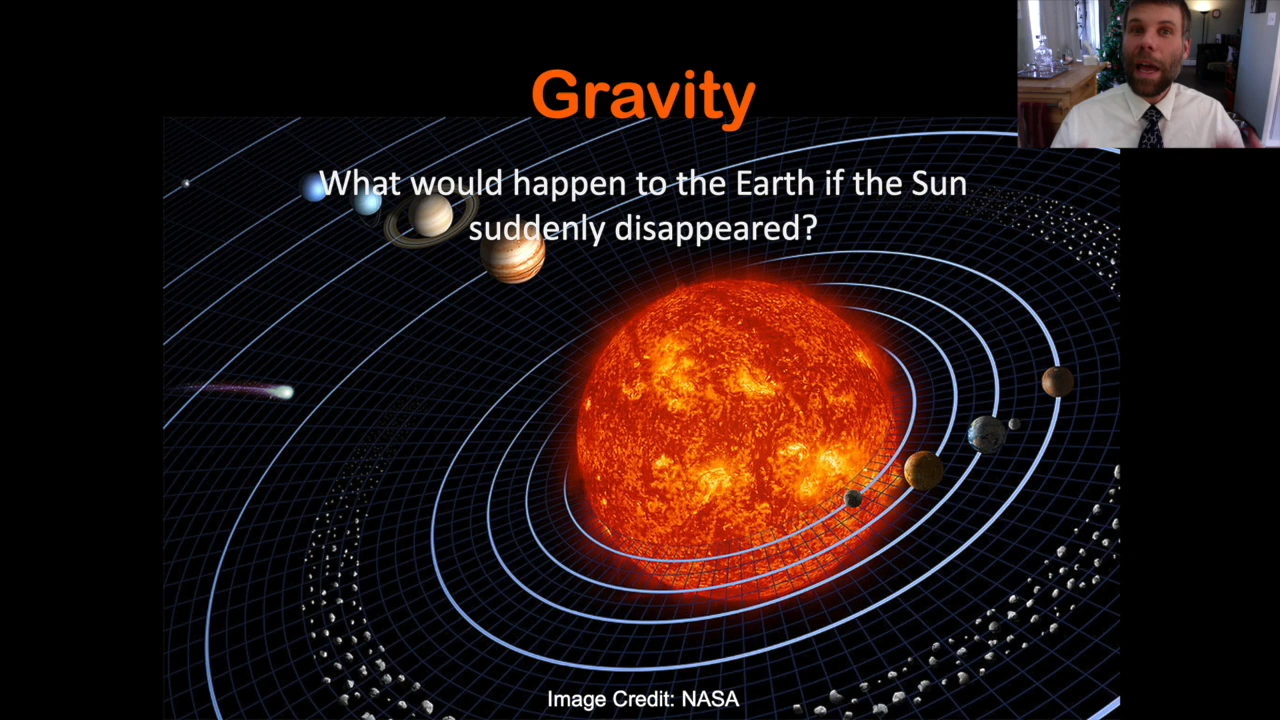 Gravity
What would happen to the Earth if the Sun
suddenly disappeared?
Image Credit: NASA